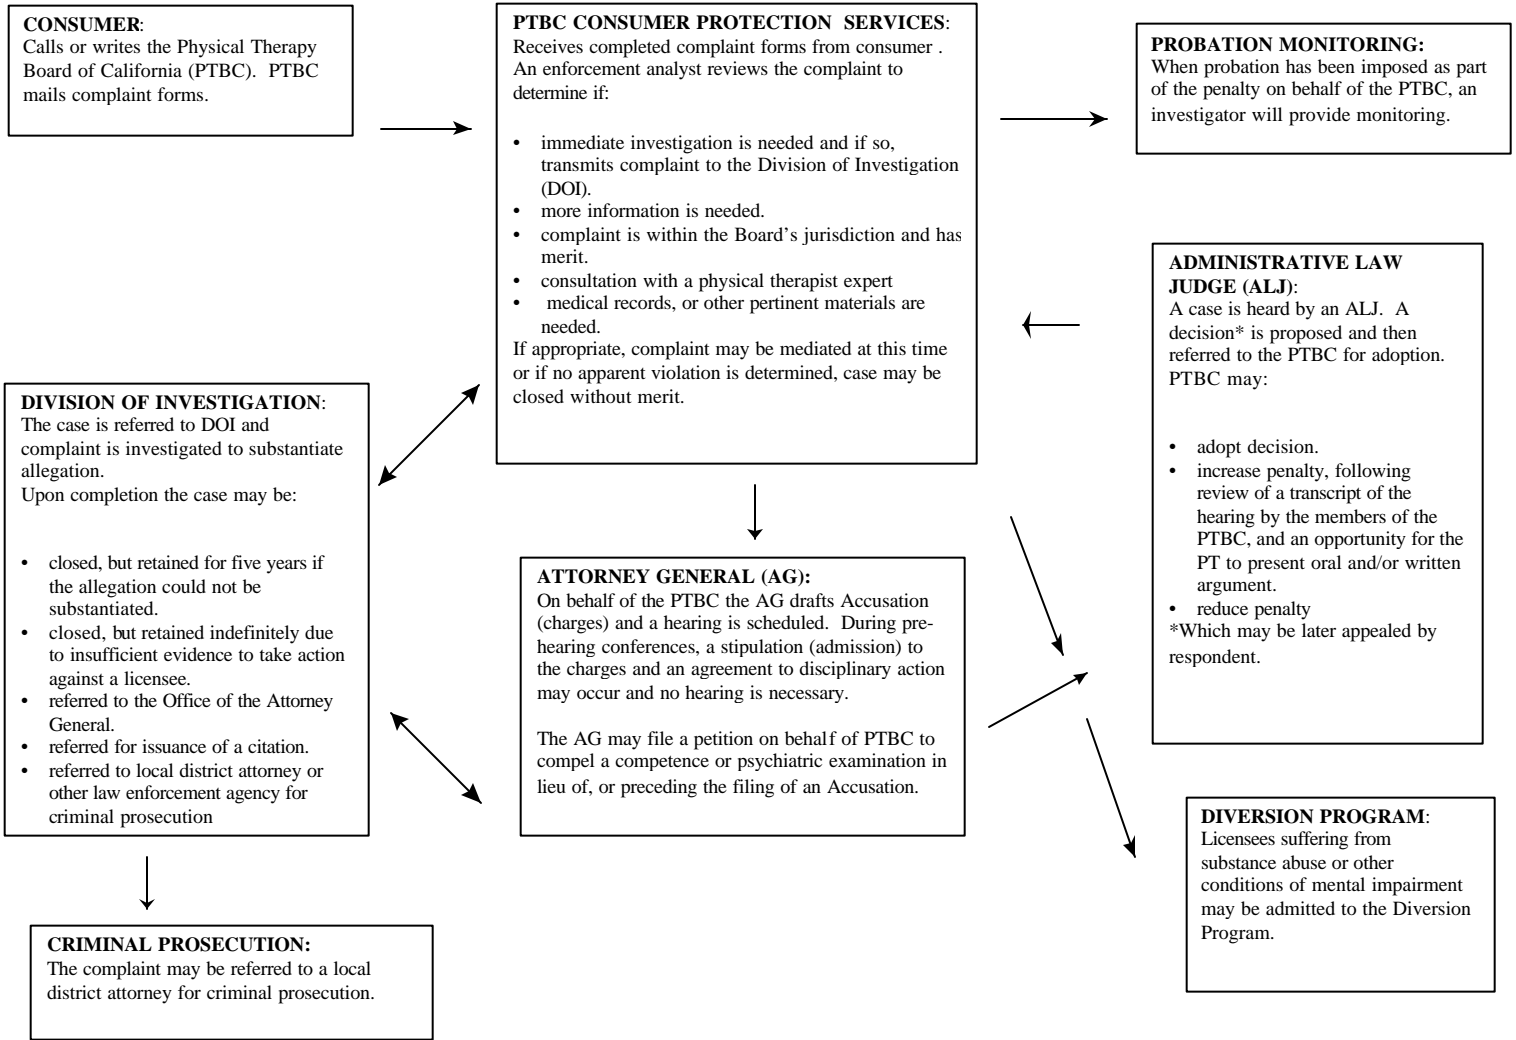 CONSUMER:
Calls or writes the Physical Therapy
Board of California (PTBC). PTBC
mails complaint forms.
PTBC CONSUMER PROTECTION SERVICES:
Receives completed complaint forms from consumer .
An enforcement analyst reviews the complaint to
determine if:
• immediate investigation is needed and if so,
transmits complaint to the Division of Investigation
(DOI).
• more information is needed.
• complaint is within the Board's jurisdiction and has
merit.
• consultation with a physical therapist expert
• medical records, or other pertinent materials are
needed.
If appropriate, complaint may be mediated at this time
or if no apparent violation is determined, case may be
closed without merit.
PROBATION MONITORING:
When probation has been imposed as part
of the penalty on behalf of the PTBC, an
investigator will provide monitoring.
ADMINISTRATIVE LAW
JUDGE (ALJ):
A case is heard by an ALJ. A
decision* is proposed and then
referred to the PTBC for adoption.
PTBC may:
• adopt decision.
• increase penalty, following
review of a transcript of the
hearing by the members of the
PTBC, and an opportunity for the
PT to present oral and/or written
argument.
• reduce penalty
*Which may be later appealed by
respondent.
DIVISION OF INVESTIGATION:
The case is referred to DOI and
complaint is investigated to substantiate
allegation.
Upon completion the case may be:
• closed, but retained for five years if
the allegation could not be
substantiated.
• closed, but retained indefinitely due
to insufficient evidence to take action
against a licensee.
• referred to the Office of the Attorney
General.
• referred for issuance of a citation.
• referred to local district attorney or
other law enforcement agency for
criminal prosecution
ATTORNEY GENERAL (AG):
On behalf of the PTBC the AG drafts Accusation
(charges) and a hearing is scheduled. During pre-
hearing conferences, a stipulation (admission) to
the charges and an agreement to disciplinary action
may occur and no hearing is necessary.
The AG may file a petition on behalf of PTBC to
compel a competence or psychiatric examination in
lieu of, or preceding the filing of an Accusation.
DIVERSION PROGRAM:
Licensees suffering from
substance abuse or other
conditions of mental impairment
may be admitted to the Diversion
Program.
CRIMINAL PROSECUTION:
The complaint may be referred to a local
district attorney for criminal prosecution.